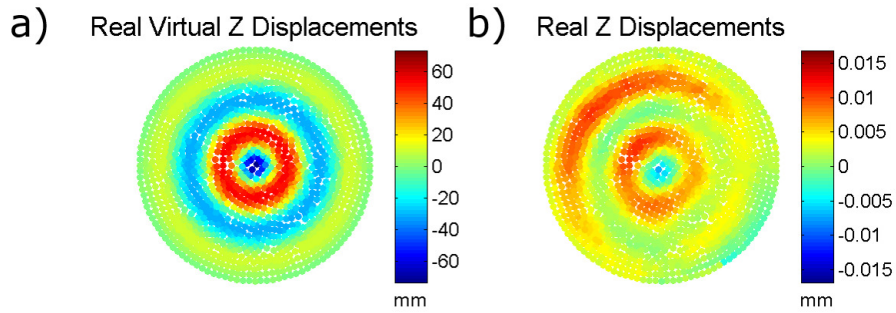 a)
Real Virtual Z Displacements
60
40
20
0
-20
-40
-60
mm
b)
Real Z Displacements
0.015
0.01
0.005
0
-0.005
-0.01
-0.015
mm